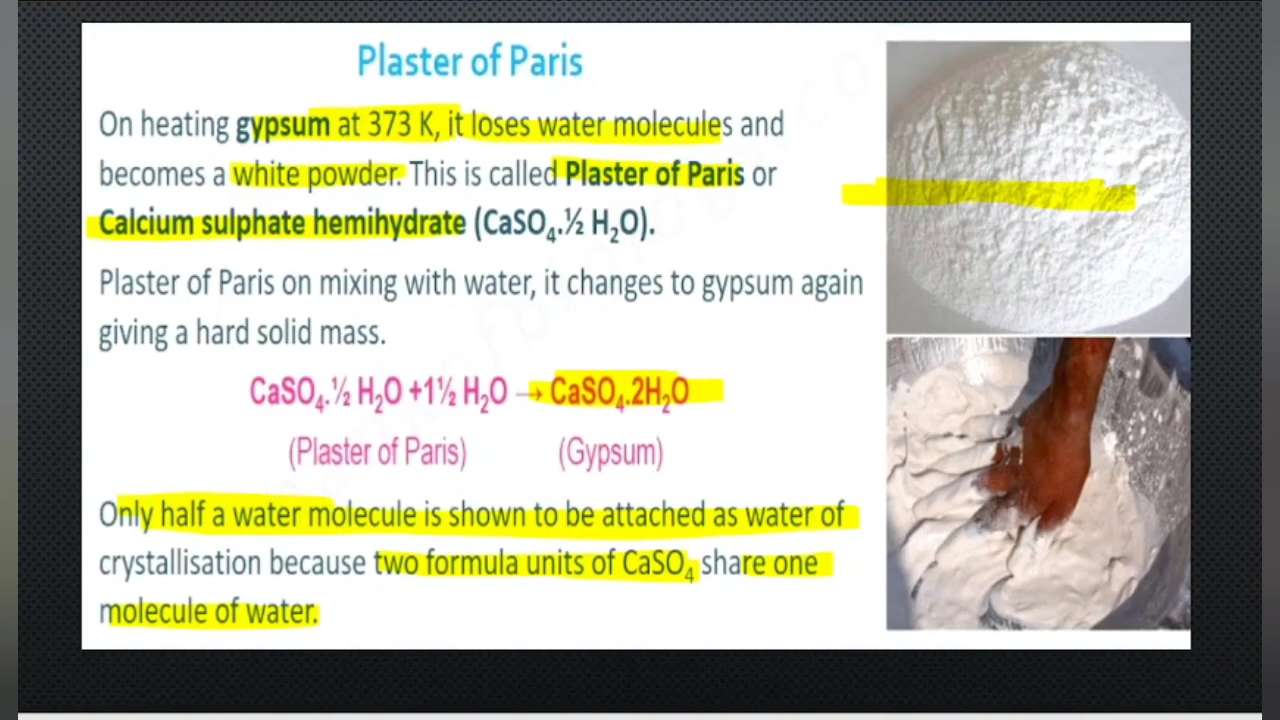 Plaster of Paris
On heating gypsum at 373 K, it loses water molecules and
becomes a white powder. This is called Plaster of Paris or
Calcium sulphate hemihydrate (CaSO₄.½ H₂O).
Plaster of Paris on mixing with water, it changes to gypsum again
giving a hard solid mass.
CaSO₄.½ H₂O +1½ H₂O → CaSO₄.2H₂O
(Plaster of Paris) (Gypsum)
Only half a water molecule is shown to be attached as water of
crystallisation because two formula units of CaSO₄ share one
molecule of water.